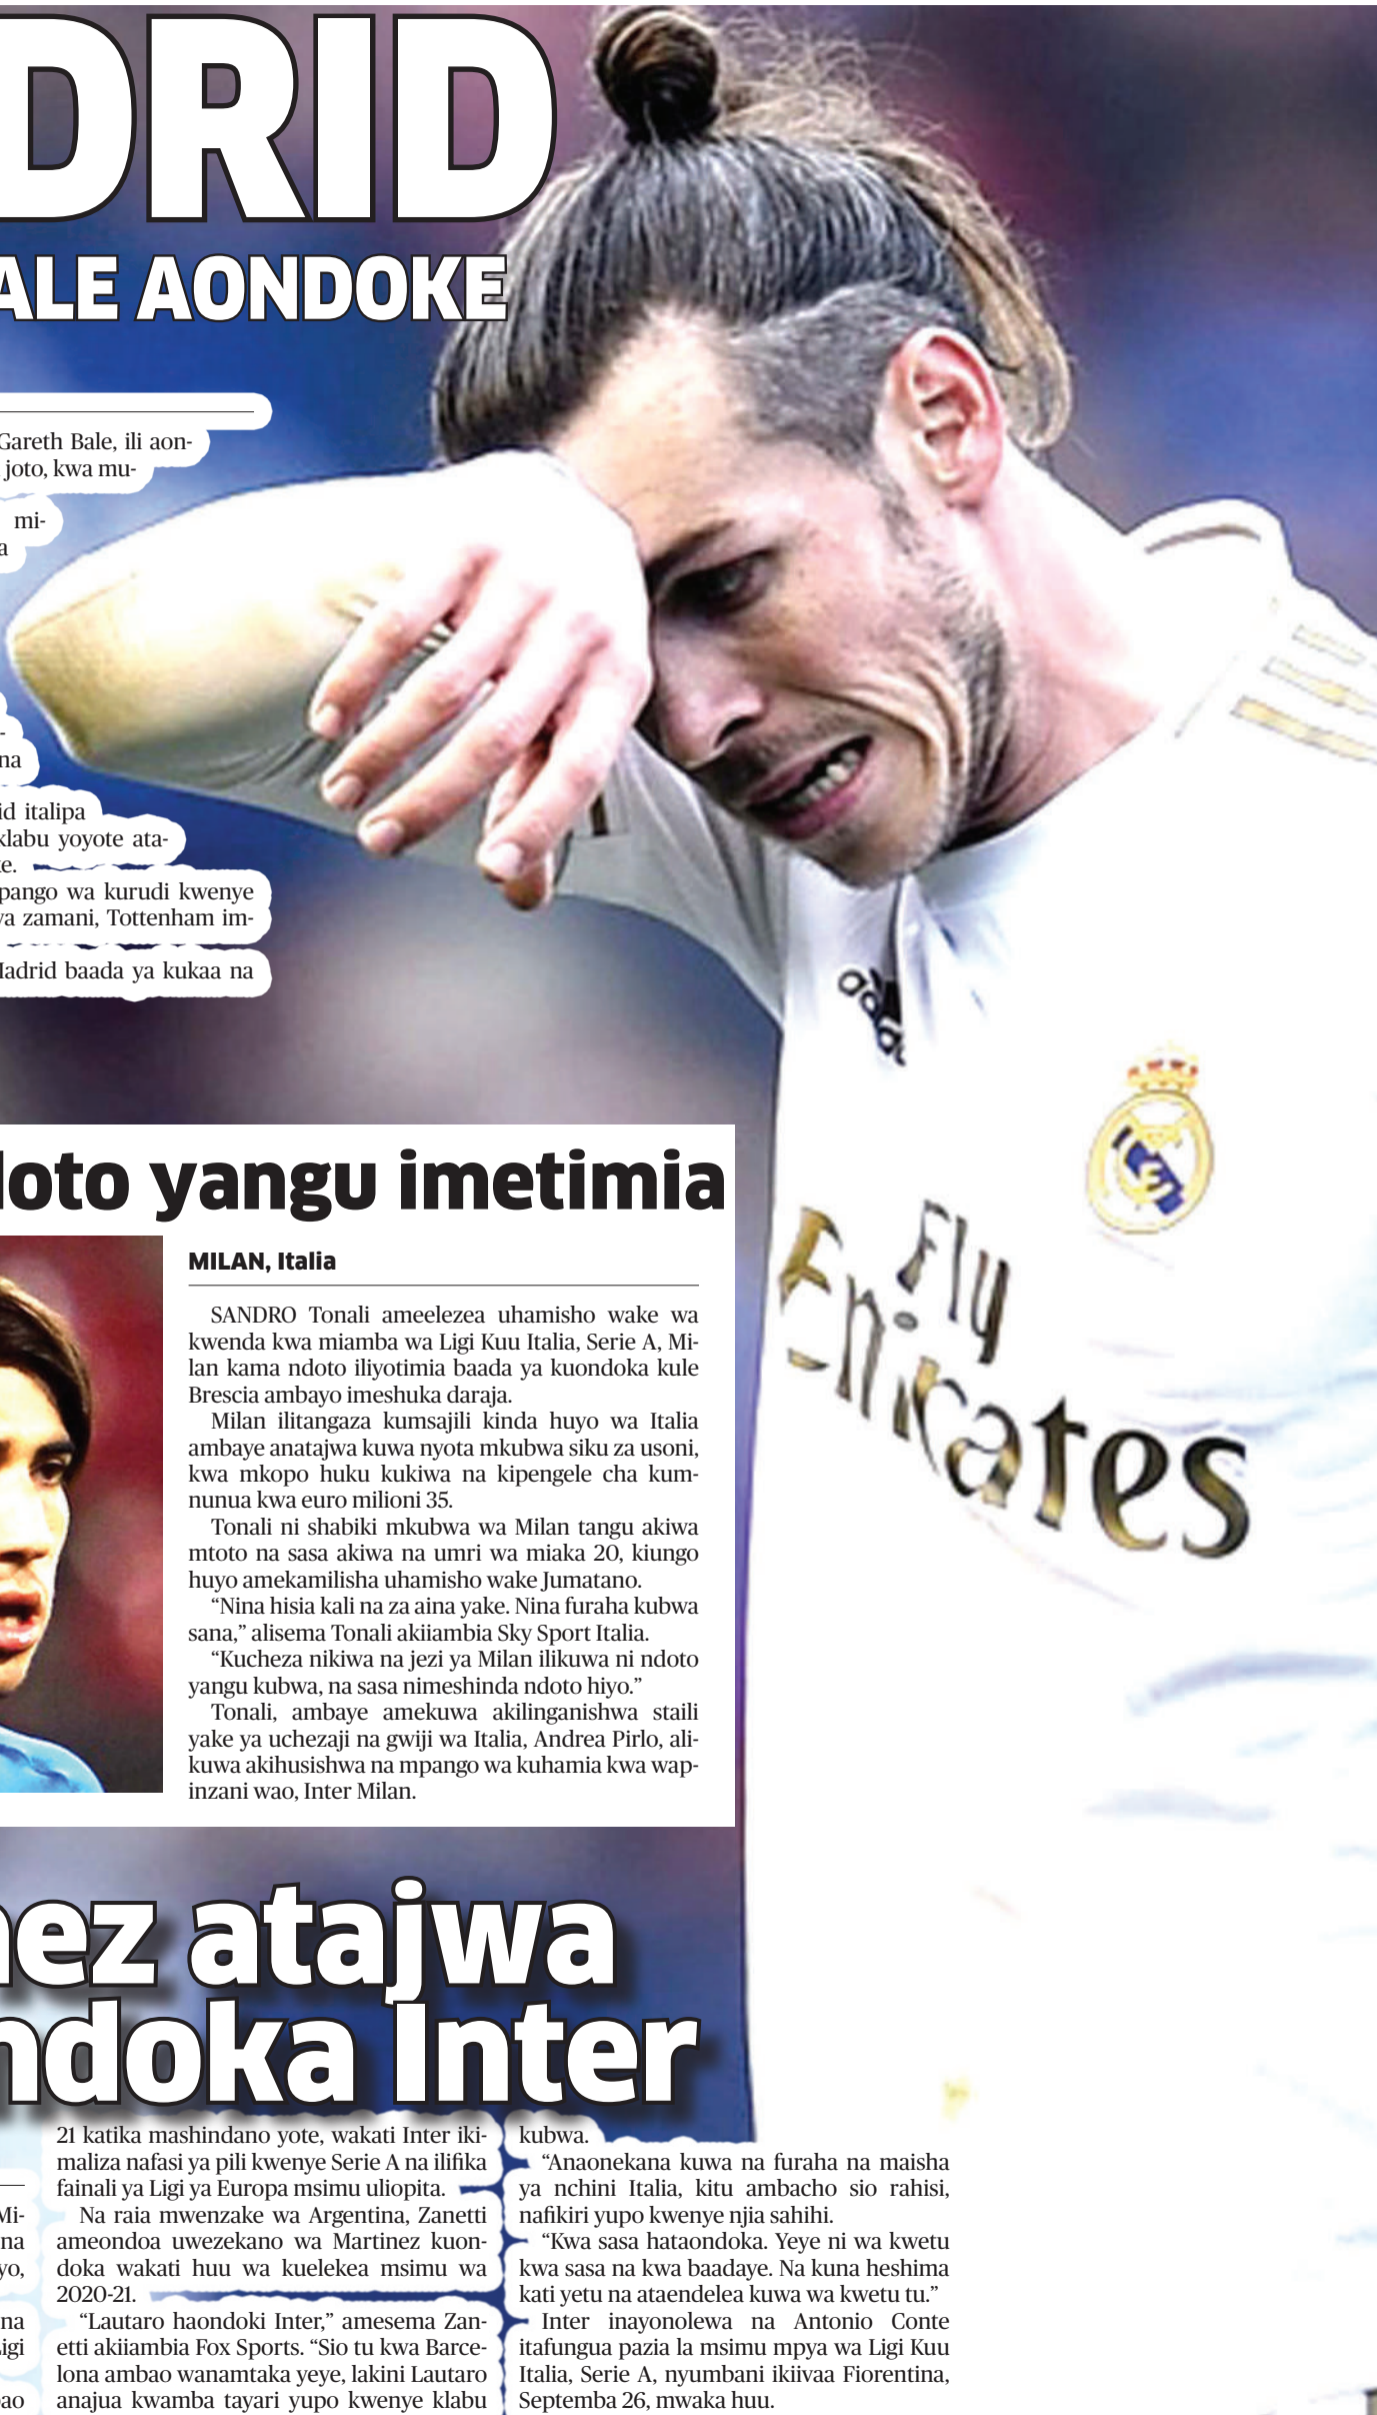 DRID
ALE AONDOKE
Gareth Bale, ili aon-
joto, kwa mu-
mi-
a
-
na
id italipa
klabu yoyote ata-
e.
pango wa kurudi kwenye
ya zamani, Tottenham im-
Madrid baada ya kukaa na
adidas
Fly
Emirates
doto yangu imetimia
MILAN, Italia
SANDRO Tonali ameelezea uhamisho wake wa
kwenda kwa miamba wa Ligi Kuu Italia, Serie A, Mi-
lan kama ndoto iliyotimia baada ya kuondoka kule
Brescia ambayo imeshuka daraja.
Milan ilitangaza kumsajili kinda huyo wa Italia
ambaye anatajwa kuwa nyota mkubwa siku za usoni,
kwa mkopo huku kukiwa na kipengele cha kum-
nunua kwa euro milioni 35.
Tonali ni shabiki mkubwa wa Milan tangu akiwa
mtoto na sasa akiwa na umri wa miaka 20, kiungo
huyo amekamilisha uhamisho wake Jumatano.
“Nina hisia kali na za aina yake. Nina furaha kubwa
sana,” alisema Tonali akiiambia Sky Sport Italia.
“Kucheza nikiwa na jezi ya Milan ilikuwa ni ndoto
yangu kubwa, na sasa nimeshinda ndoto hiyo.”
Tonali, ambaye amekuwa akilinganishwa staili
yake ya uchezaji na gwiji wa Italia, Andrea Pirlo, ali-
kuwa akihusishwa na mpango wa kuhamia kwa wap-
inzani wao, Inter Milan.
nez atajwa
ndoka Inter
Mi-
na
yo,
na
Ligi
bao
21 katika mashindano yote, wakati Inter iki-
maliza nafasi ya pili kwenye Serie A na ilifika
fainali ya Ligi ya Europa msimu uliopita.
Na raia mwenzake wa Argentina, Zanetti
ameondoa uwezekano wa Martinez kuon-
doka wakati huu wa kuelekea msimu wa
2020-21.
“Lautaro haondoki Inter,” amesema Zan-
etti akiiambia Fox Sports. “Sio tu kwa Barce-
lona ambao wanamtaka yeye, lakini Lautaro
anajua kwamba tayari yupo kwenye klabu
kubwa.
“Anaonekana kuwa na furaha na maisha
ya nchini Italia, kitu ambacho sio rahisi,
nafikiri yupo kwenye njia sahihi.
“Kwa sasa hataondoka. Yeye ni wa kwetu
kwa sasa na kwa baadaye. Na kuna heshima
kati yetu na ataendelea kuwa wa kwetu tu.”
Inter inayonolewa na Antonio Conte
itafungua pazia la msimu mpya wa Ligi Kuu
Italia, Serie A, nyumbani ikiivaa Fiorentina,
Septemba 26, mwaka huu.